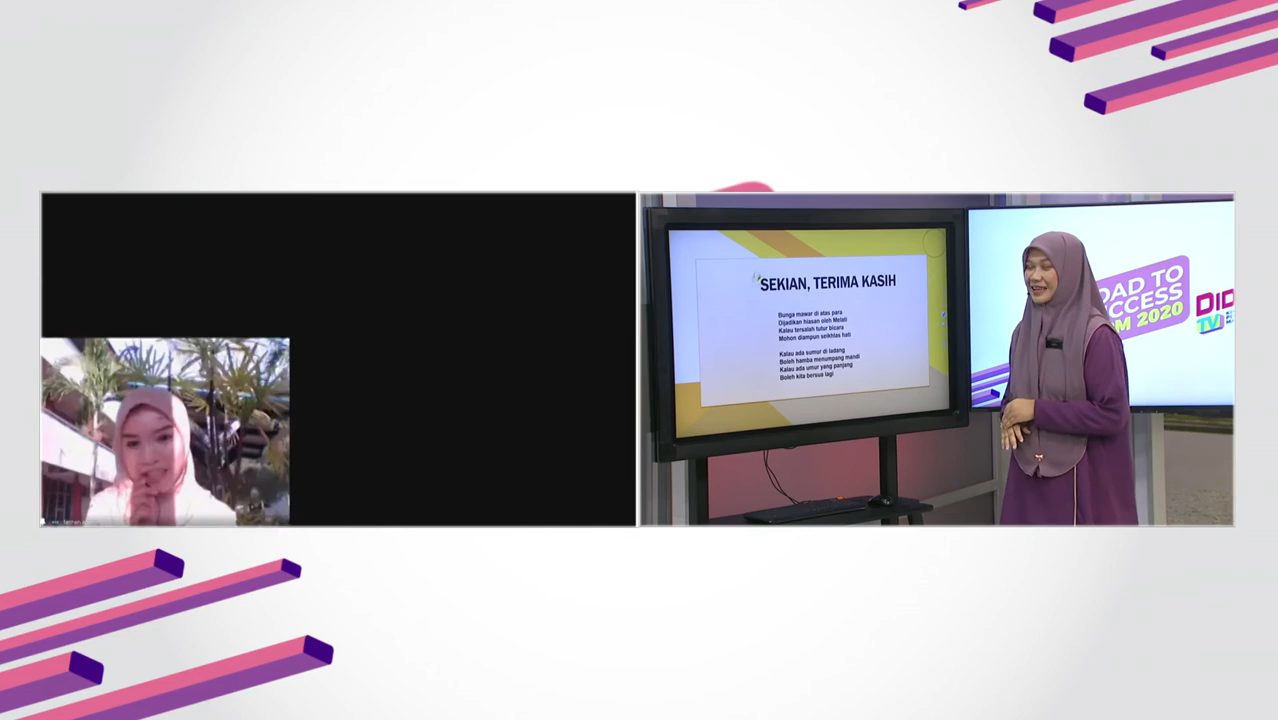 SEKIAN, TERIMA KASIH
Bunga mawar di atas para
Dijadikan hiasan oleh Melati
Kalau tersalah tutur bicara
Mohon diampun seikhlas hati
Kalau ada sumur di ladang
Boleh hamba menumpang mandi
Kalau ada umur yang panjang
Boleh kita bersua lagi
OAD TO
CCESS
M 2020
DID
TV